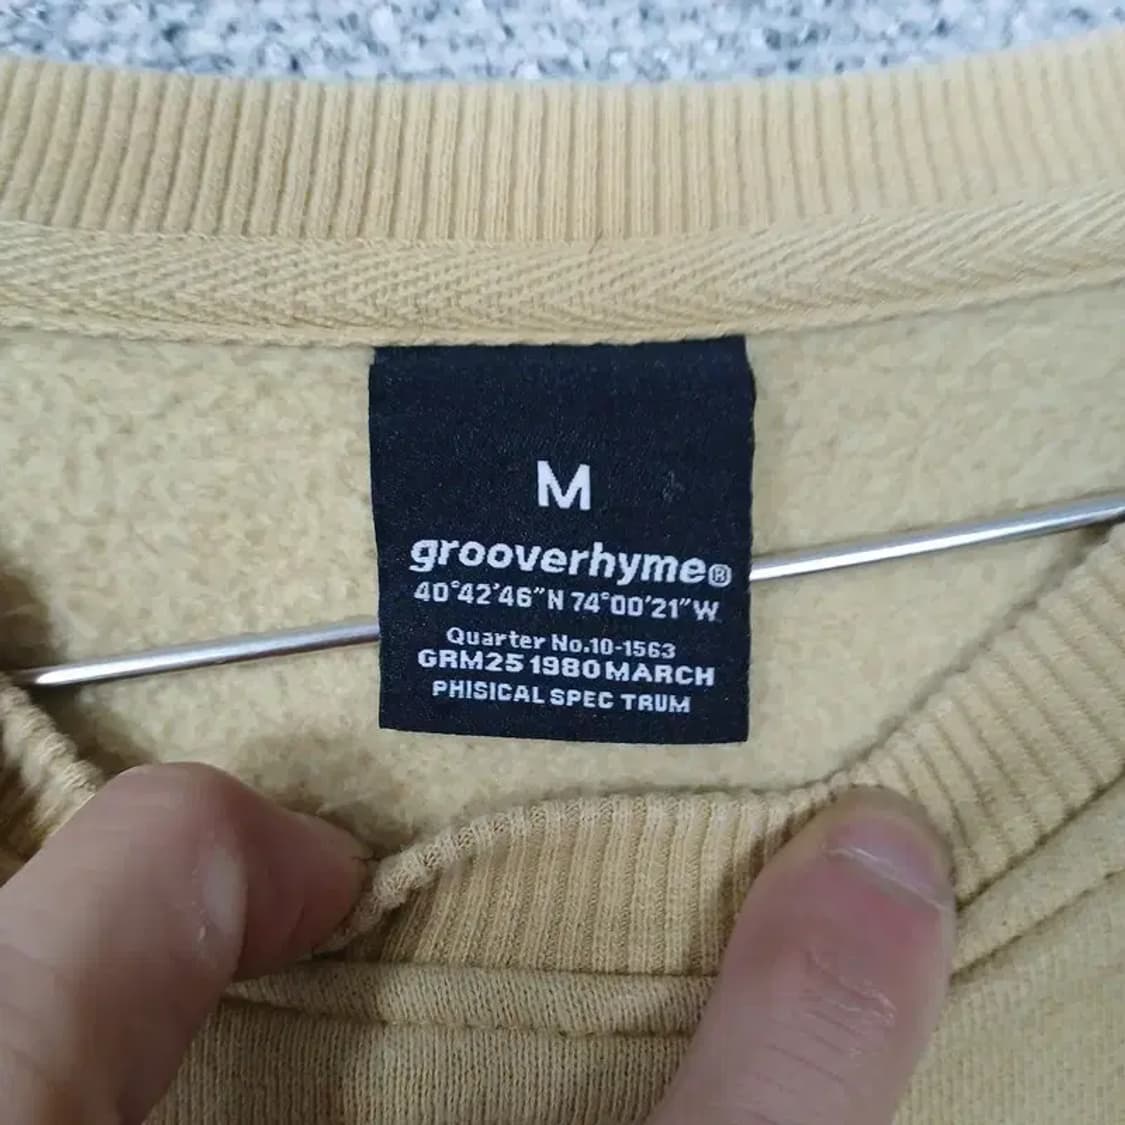 M
grooverhyme®
40°42'46"N 74°00'21"W
Quarter No.10-1563
GRM25 1980 MARCH
PHISICAL SPEC TRUM